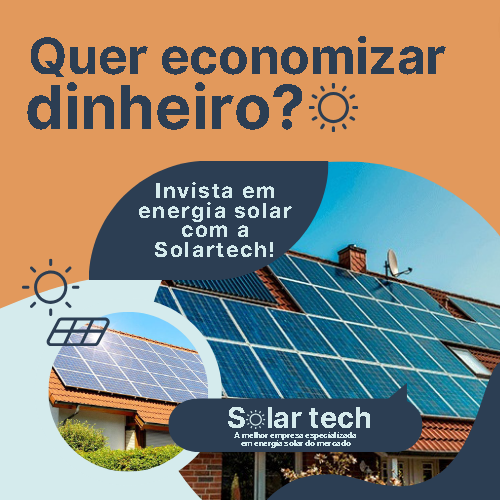 Quer economizar
dinheiro?
Invista em
energia solar
com a
Solartech!
Solar tech
A melhor empresa especializada
em energia solar do mercado